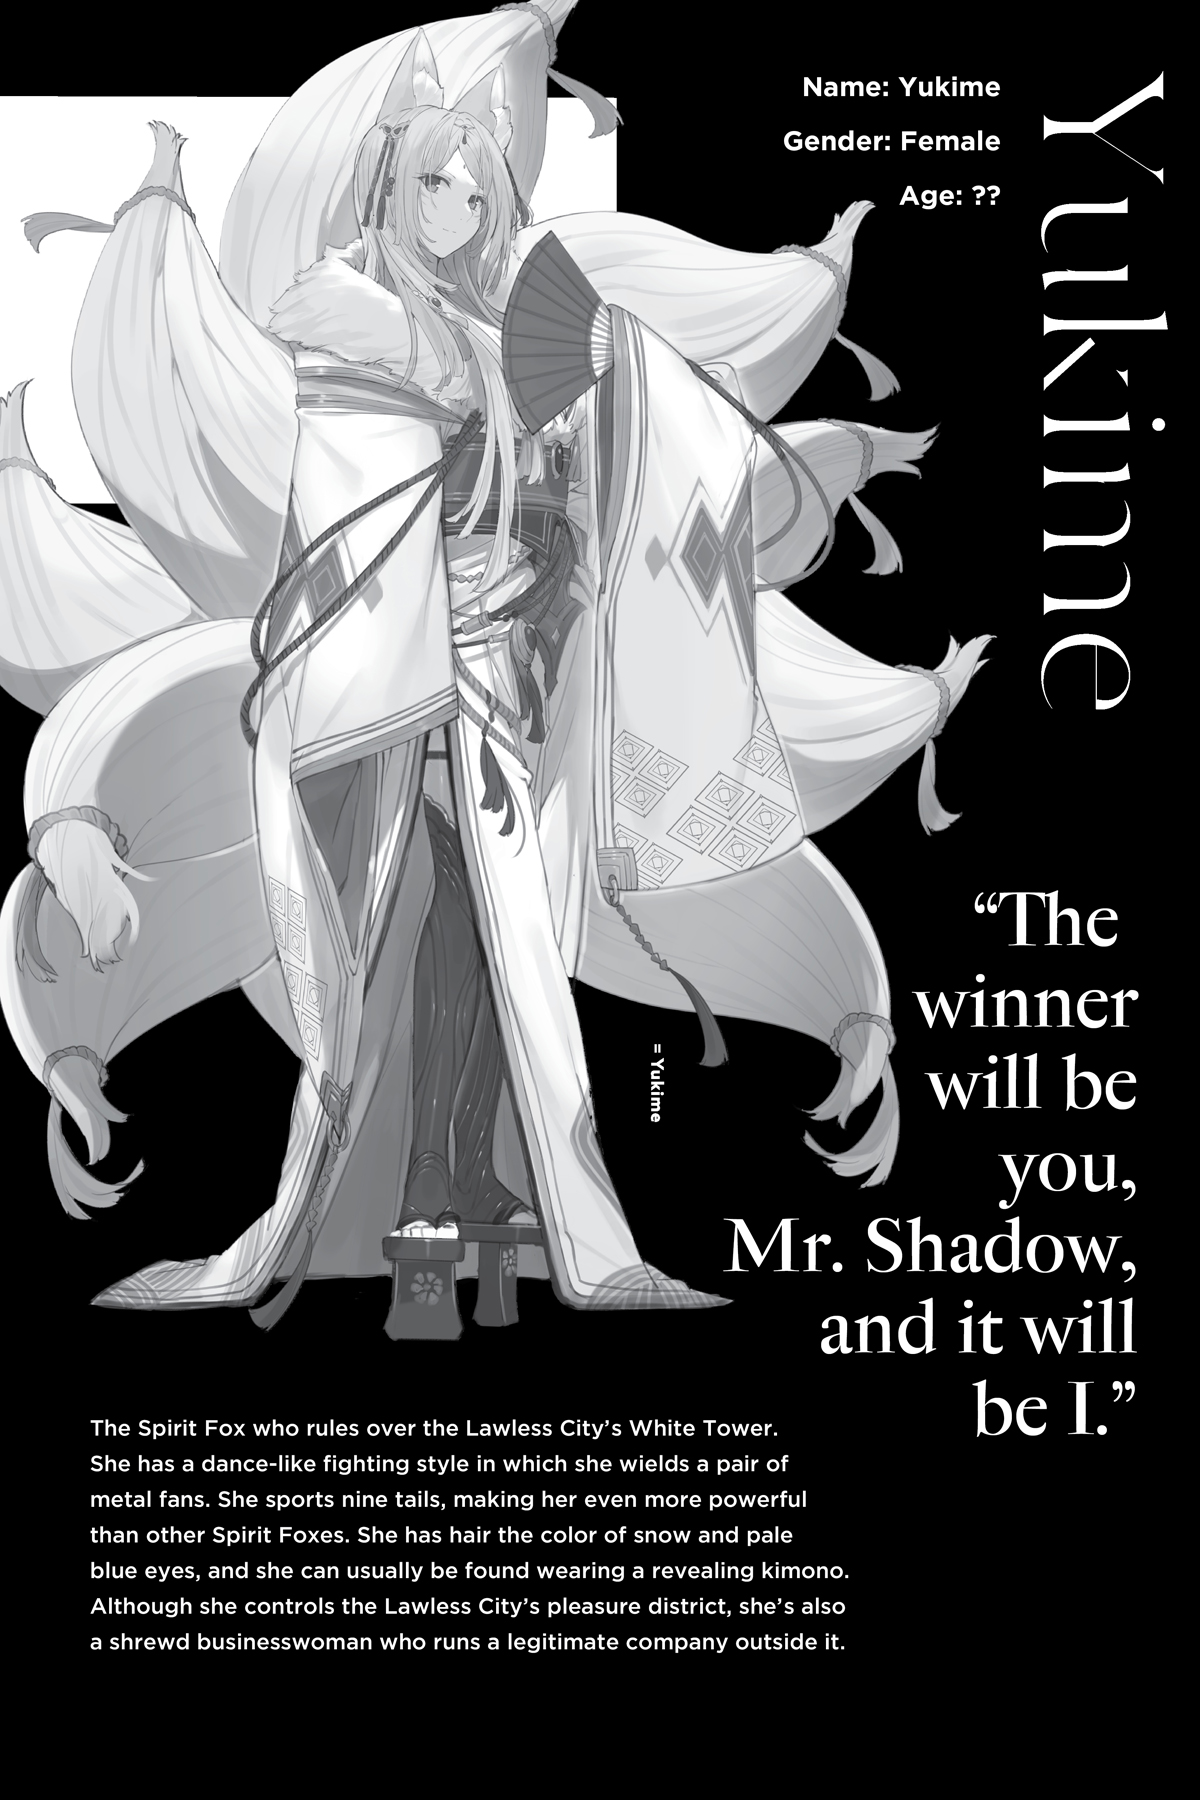 Name: Yukime
Gender: Female
Age: ??
Yukime
“The
winner
will be
you,
Mr. Shadow,
and it will
be I.”
= Yukime
The Spirit Fox who rules over the Lawless City’s White Tower.
She has a dance-like fighting style in which she wields a pair of
metal fans. She sports nine tails, making her even more powerful
than other Spirit Foxes. She has hair the color of snow and pale
blue eyes, and she can usually be found wearing a revealing kimono.
Although she controls the Lawless City’s pleasure district, she’s also
a shrewd businesswoman who runs a legitimate company outside it.